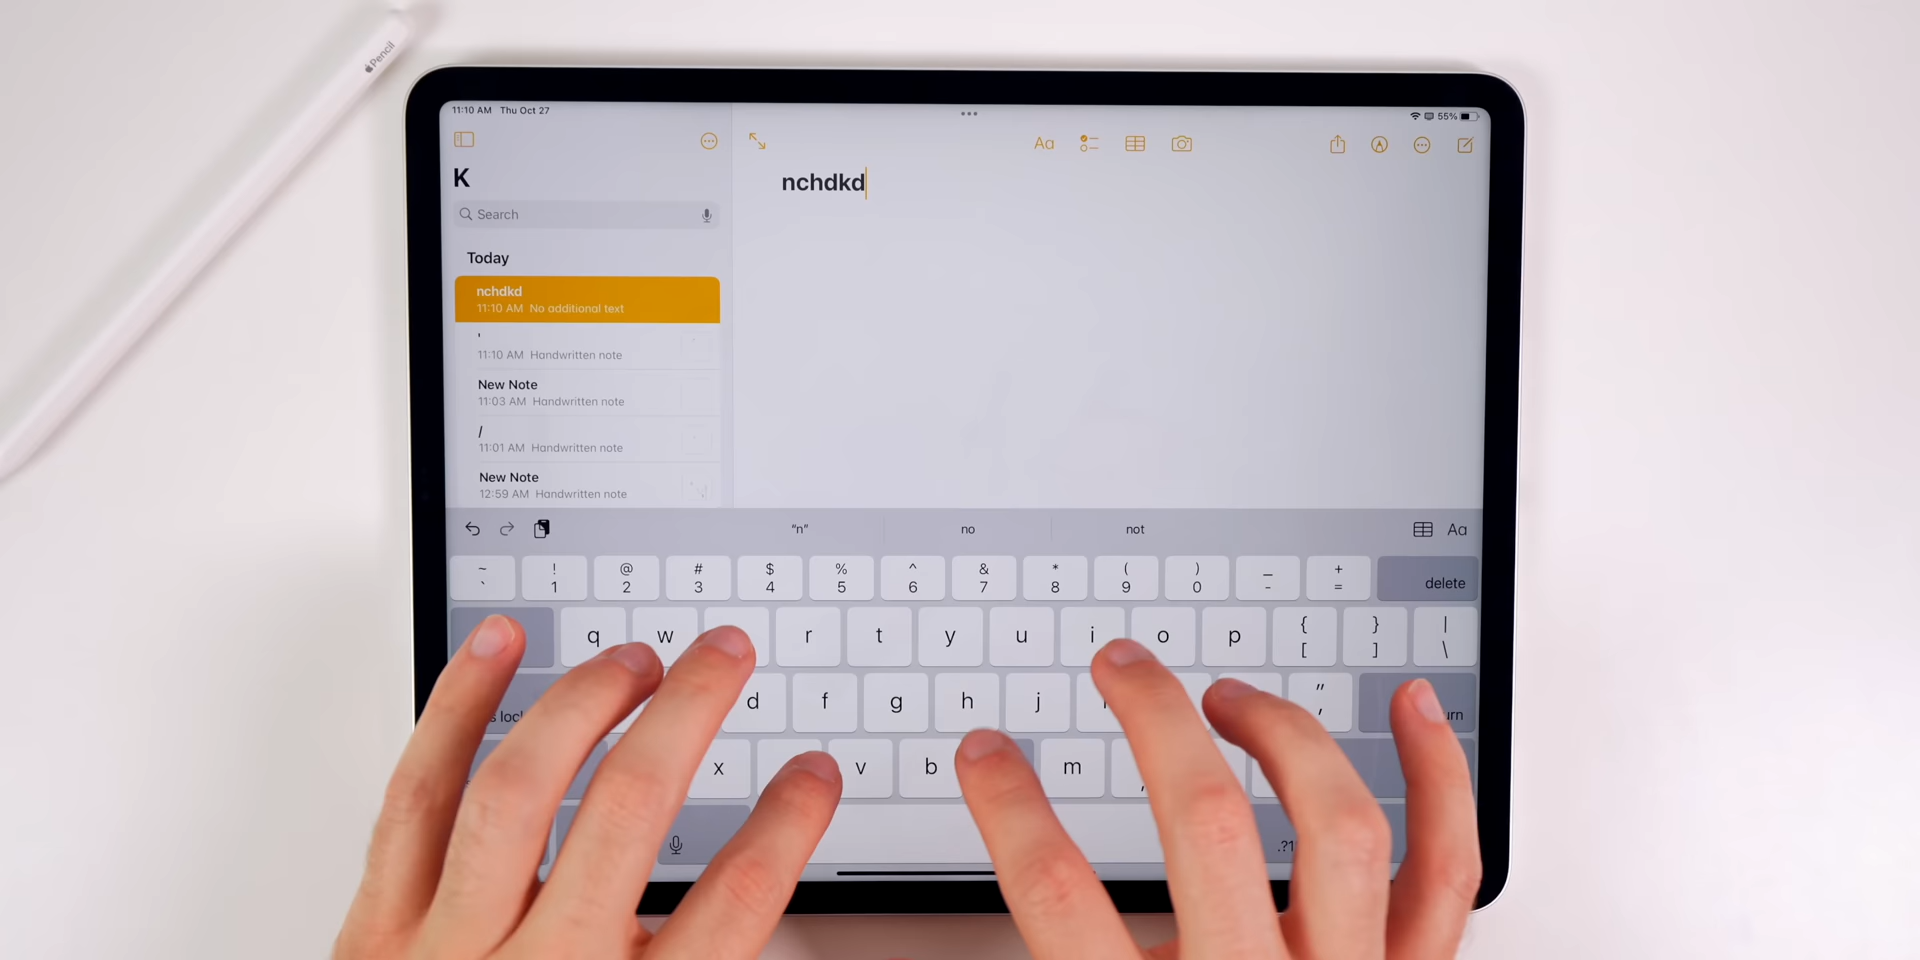 Pencil
11:10 AM Thu Oct 27
55%
K
Aa
nchdkd
Search
Today
nchdkd
11:10 AM No additional text
'
11:10 AM Handwritten note
New Note
11:03 AM Handwritten note
/
11:01 AM Handwritten note
New Note
12:59 AM Handwritten note
“n” no not Aa
~ ! @ # $ % ^ & * ( ) _ +
` 1 2 3 4 5 6 7 8 9 0 - = delete
q w r t y u i o p { [ } ] | \
d f g h j " '
x v b m ,